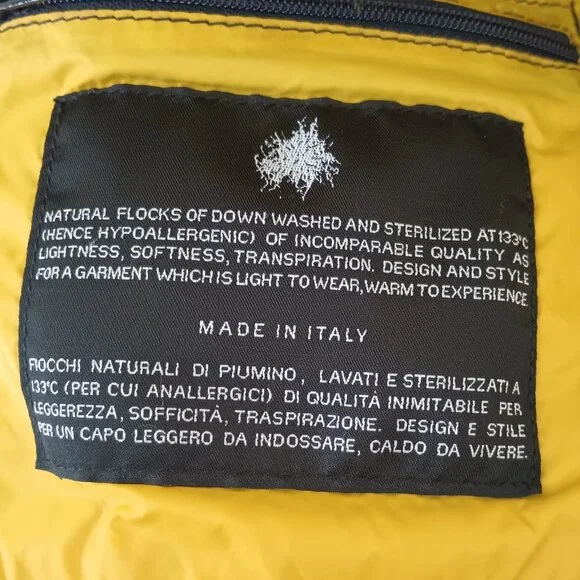 NATURAL FLOCKS OF DOWN WASHED AND STERILIZED AT 133°C
(HENCE HYPOALLERGENIC) OF INCOMPARABLE QUALITY AS
LIGHTNESS, SOFTNESS, TRANSPIRATION. DESIGN AND STYLE
FOR A GARMENT WHICH IS LIGHT TO WEAR, WARM TO EXPERIENCE
MADE IN ITALY
FIOCCHI NATURALI DI PIUMINO, LAVATI E STERILIZZATI A
133°C (PER CUI ANALLERGICI) DI QUALITÀ INIMITABILE PER
LEGGEREZZA, SOFFICITÀ, TRASPIRAZIONE. DESIGN E STILE
PER UN CAPO LEGGERO DA INDOSSARE, CALDO DA VIVERE.